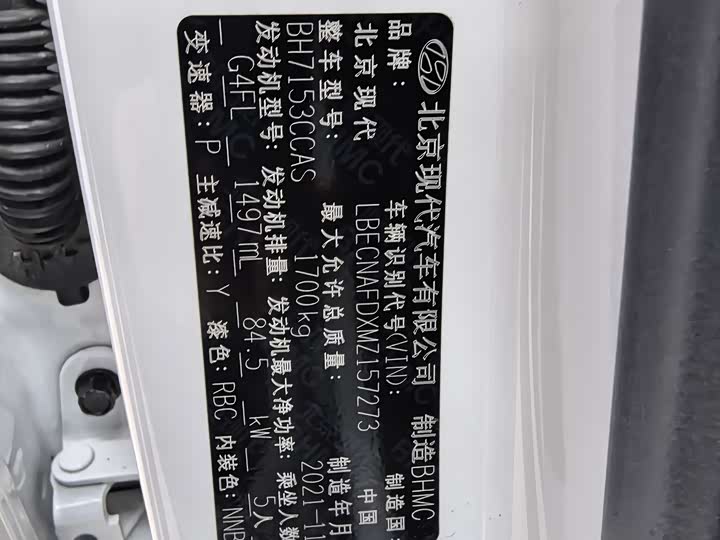 北京现代汽车有限公司 制造BHMC
品牌: 车辆识别代号(VIN): 制造国:
北京现代 LBECNAFDXMZ157273 中国
整车型号: 最大允许总质量: 制造年月
BH7153CCAS 1700kg 2021-11
发动机型号: 发动机排量: 发动机最大净功率: 乘坐人数
G4FL 1497mL 84.5 kW 5人
变速器: P 主减速比: Y 漆色: RBC 内装色: NNB